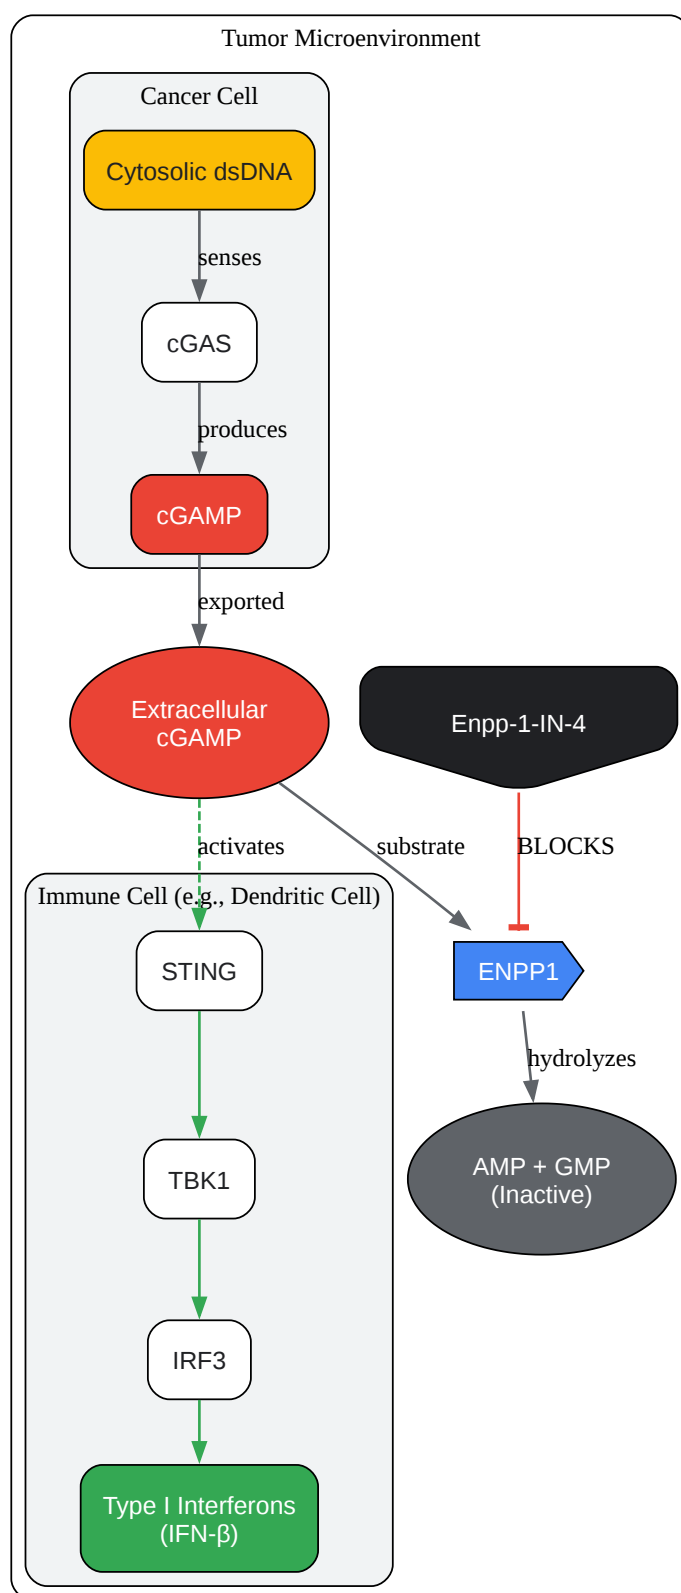 Tumor Microenvironment
Cancer Cell
Cytosolic dsDNA
senses
cGAS
produces
cGAMP
exported
Extracellular
cGAMP
Enpp-1-IN-4
activates
substrate
BLOCKS
Immune Cell (e.g., Dendritic Cell)
STING
ENPP1
hydrolyzes
TBK1
AMP + GMP
(Inactive)
IRF3
Type I Interferons
(IFN-β)